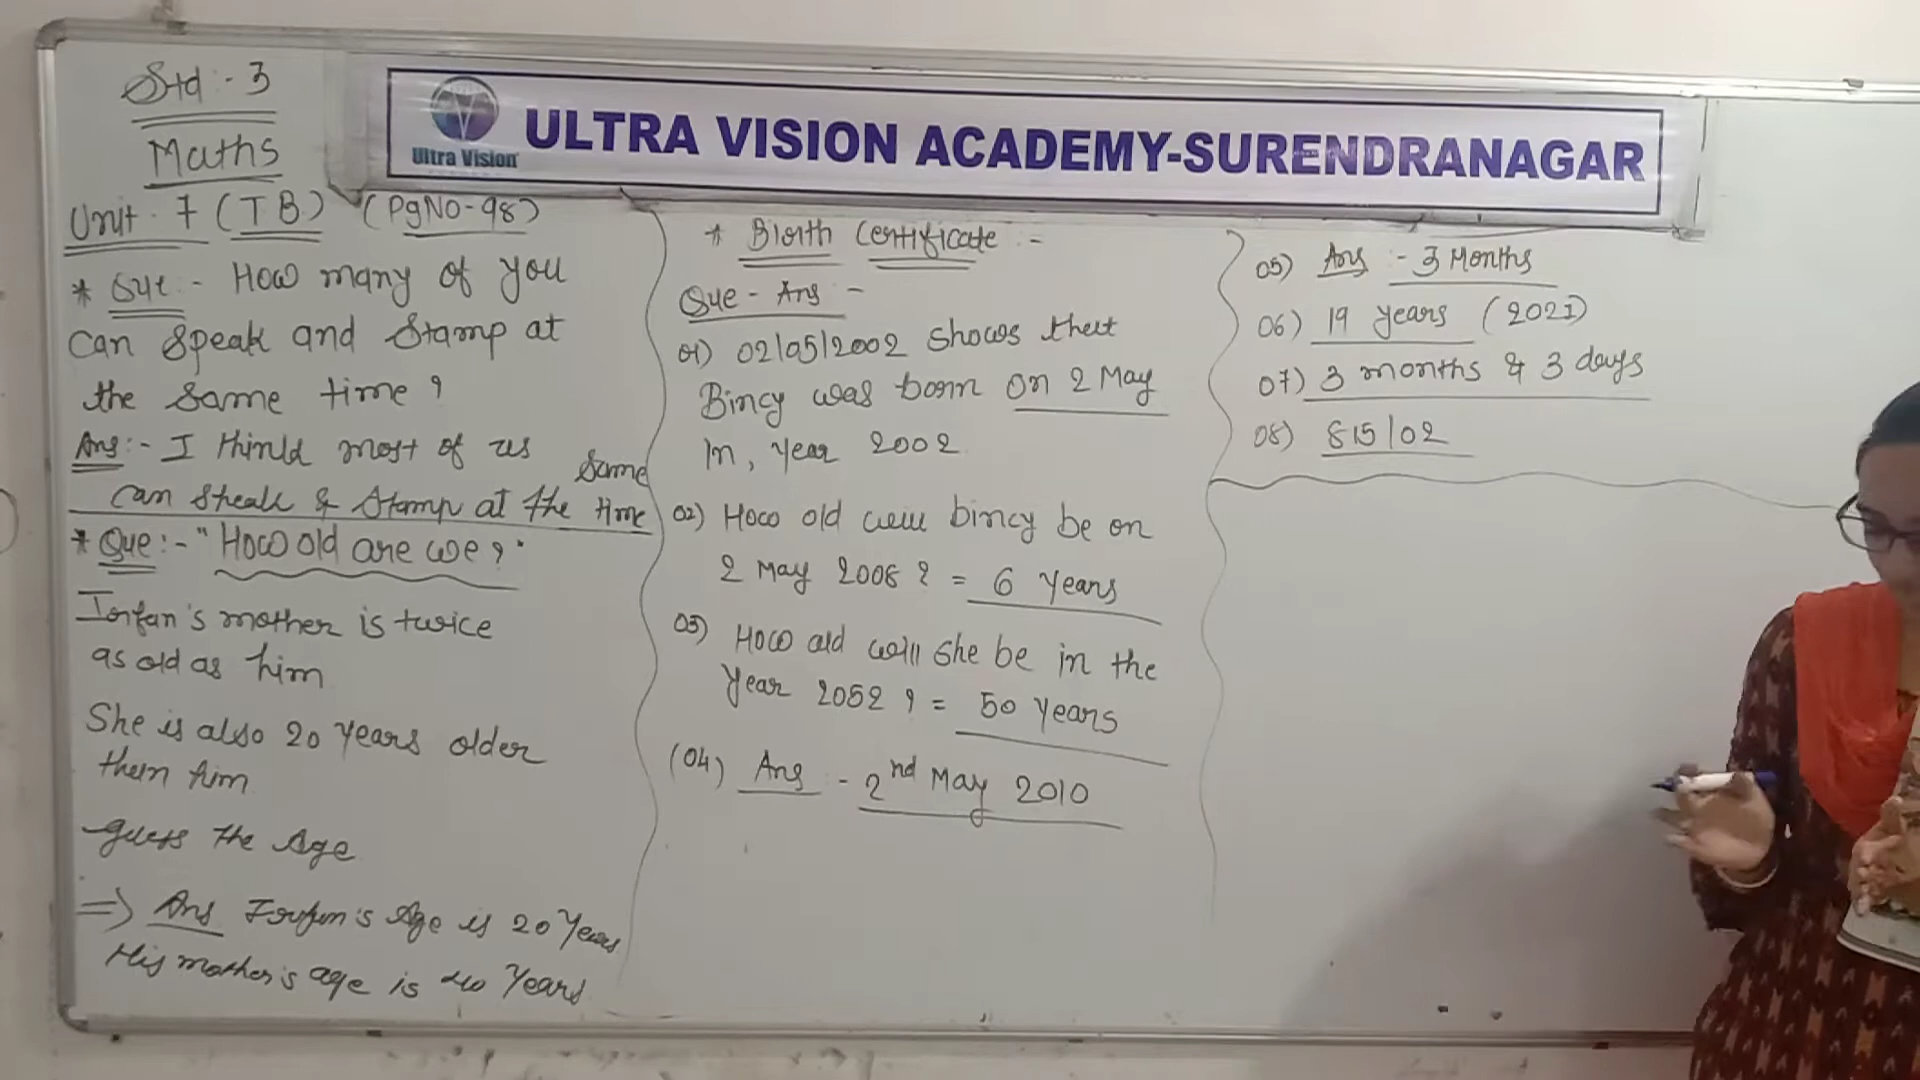 Std :- 3
Maths
Ultra Vision
ULTRA VISION ACADEMY-SURENDRANAGAR
Unit - 7 (TB) (PgNO-98)
* Que :- How many of you
can speak and Stamp at
the same time ?
Ans :- I think most of us
can speak & stamp at the same time
* Que :- "How old are we ?"
Irfan's mother is twice
as old as him
She is also 20 years older
then him
guess the Age
=> Ans Irfan's Age is 20 Years
His mother's age is 40 Years
* Birth Certificate :-
Que - Ans -
01) 02/05/2002 shows that
Bincy was born on 2 May
In, year 2002
02) How old will bincy be on
2 May 2008 ? = 6 Years
03) How old will she be in the
Year 2052 ? = 50 years
(04) Ans - 2nd May 2010
05) Ans :- 3 Months
06) 19 years (2021)
07) 3 months & 3 days
08) 815/02